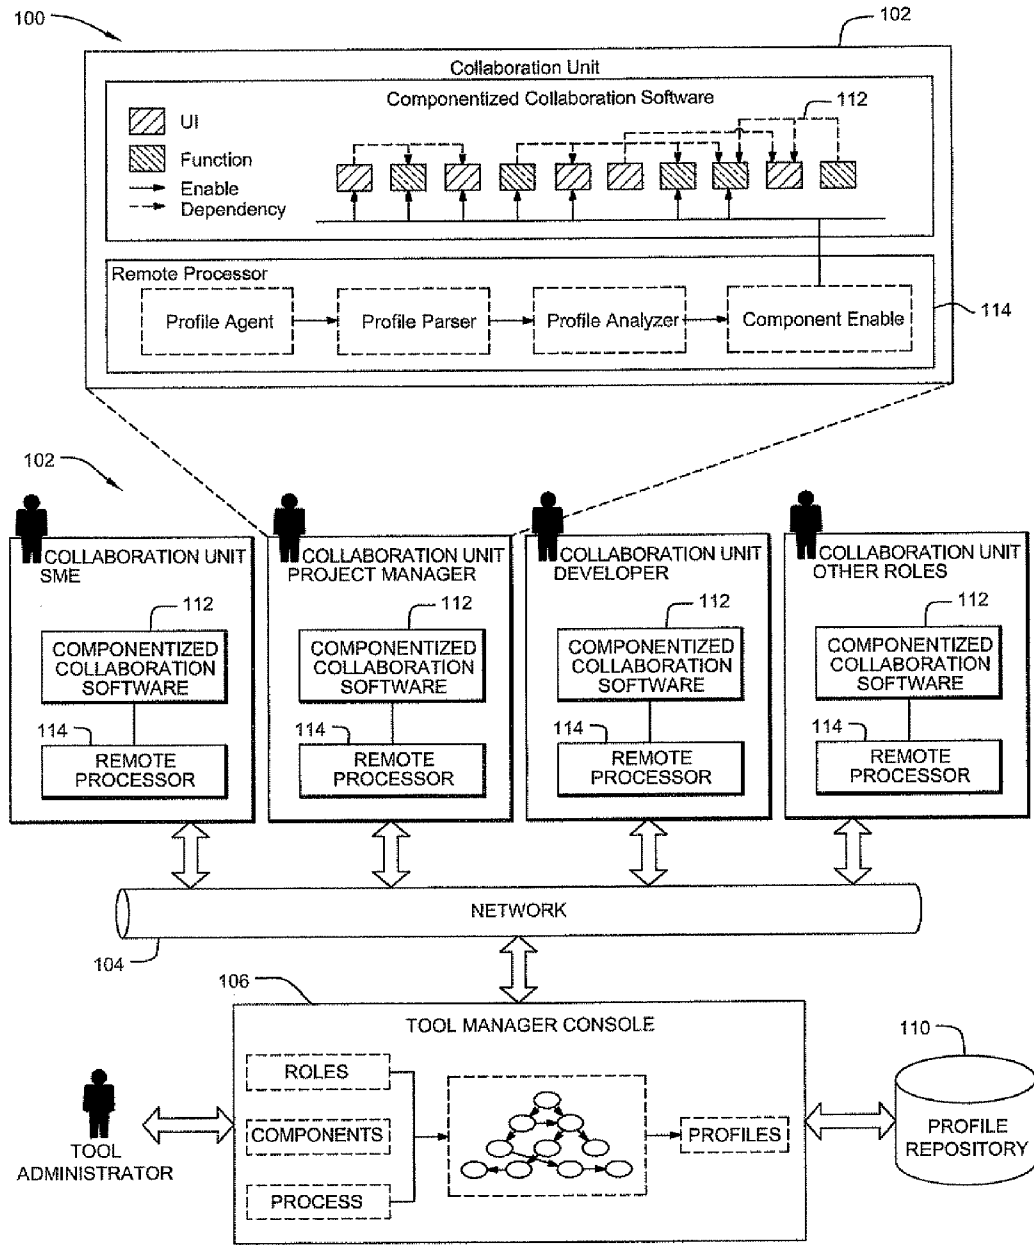 100
102
Collaboration Unit
Componentized Collaboration Software
112
UI
Function
Enable
Dependency
Remote Processor
Profile Agent
Profile Parser
Profile Analyzer
Component Enable
114
102
COLLABORATION UNIT
SME
COLLABORATION UNIT
PROJECT MANAGER
COLLABORATION UNIT
DEVELOPER
COLLABORATION UNIT
OTHER ROLES
112
112
112
112
COMPONENTIZED
COLLABORATION
SOFTWARE
COMPONENTIZED
COLLABORATION
SOFTWARE
COMPONENTIZED
COLLABORATION
SOFTWARE
COMPONENTIZED
COLLABORATION
SOFTWARE
114
114
114
114
REMOTE
PROCESSOR
REMOTE
PROCESSOR
REMOTE
PROCESSOR
REMOTE
PROCESSOR
NETWORK
104
106
TOOL MANAGER CONSOLE
110
ROLES
COMPONENTS
PROCESS
PROFILES
TOOL
ADMINISTRATOR
PROFILE
REPOSITORY